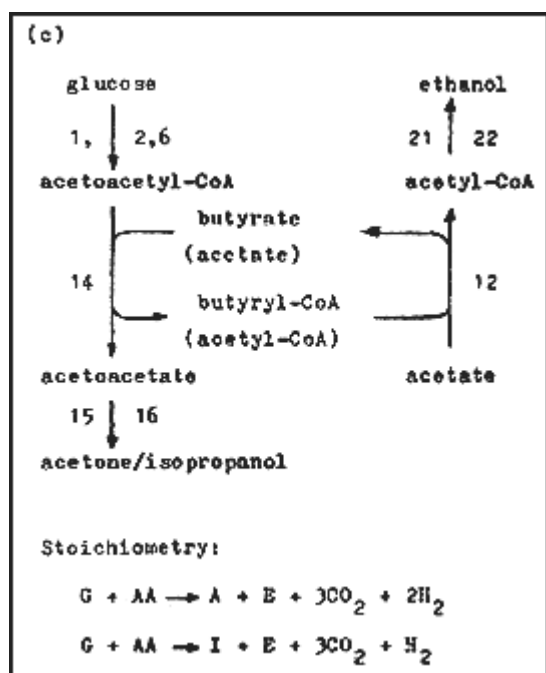 (c)
glucose ethanol
1, 2,6 21 22
acetoacetyl-CoA acetyl-CoA
butyrate
(acetate)
14 12
butyryl-CoA
(acetyl-CoA)
acetoacetate acetate
15 16
acetone/isopropanol
Stoichiometry:
G + AA → A + E + 3CO₂ + 2H₂
G + AA → I + E + 3CO₂ + H₂